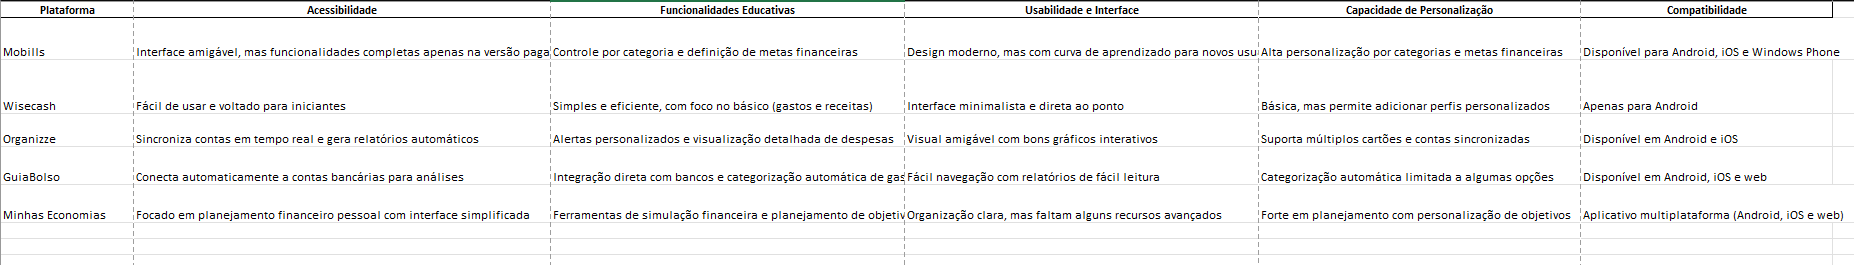 Plataforma Acessibilidade Funcionalidades Educativas Usabilidade e Interface Capacidade de Personalização Compatibilidade
Mobills Interface amigável, mas funcionalidades completas apenas na versão paga Controle por categoria e definição de metas financeiras Design moderno, mas com curva de aprendizado para novos usu Alta personalização por categorias e metas financeiras Disponível para Android, iOS e Windows Phone
Wisecash Fácil de usar e voltado para iniciantes Simples e eficiente, com foco no básico (gastos e receitas) Interface minimalista e direta ao ponto Básica, mas permite adicionar perfis personalizados Apenas para Android
Organizze Sincroniza contas em tempo real e gera relatórios automáticos Alertas personalizados e visualização detalhada de despesas Visual amigável com bons gráficos interativos Suporta múltiplos cartões e contas sincronizadas Disponível em Android e iOS
GuiaBolso Conecta automaticamente a contas bancárias para análises Integração direta com bancos e categorização automática de gas Fácil navegação com relatórios de fácil leitura Categorização automática limitada a algumas opções Disponível em Android, iOS e web
Minhas Economias Focado em planejamento financeiro pessoal com interface simplificada Ferramentas de simulação financeira e planejamento de objetiv Organização clara, mas faltam alguns recursos avançados Forte em planejamento com personalização de objetivos Aplicativo multiplataforma (Android, iOS e web)